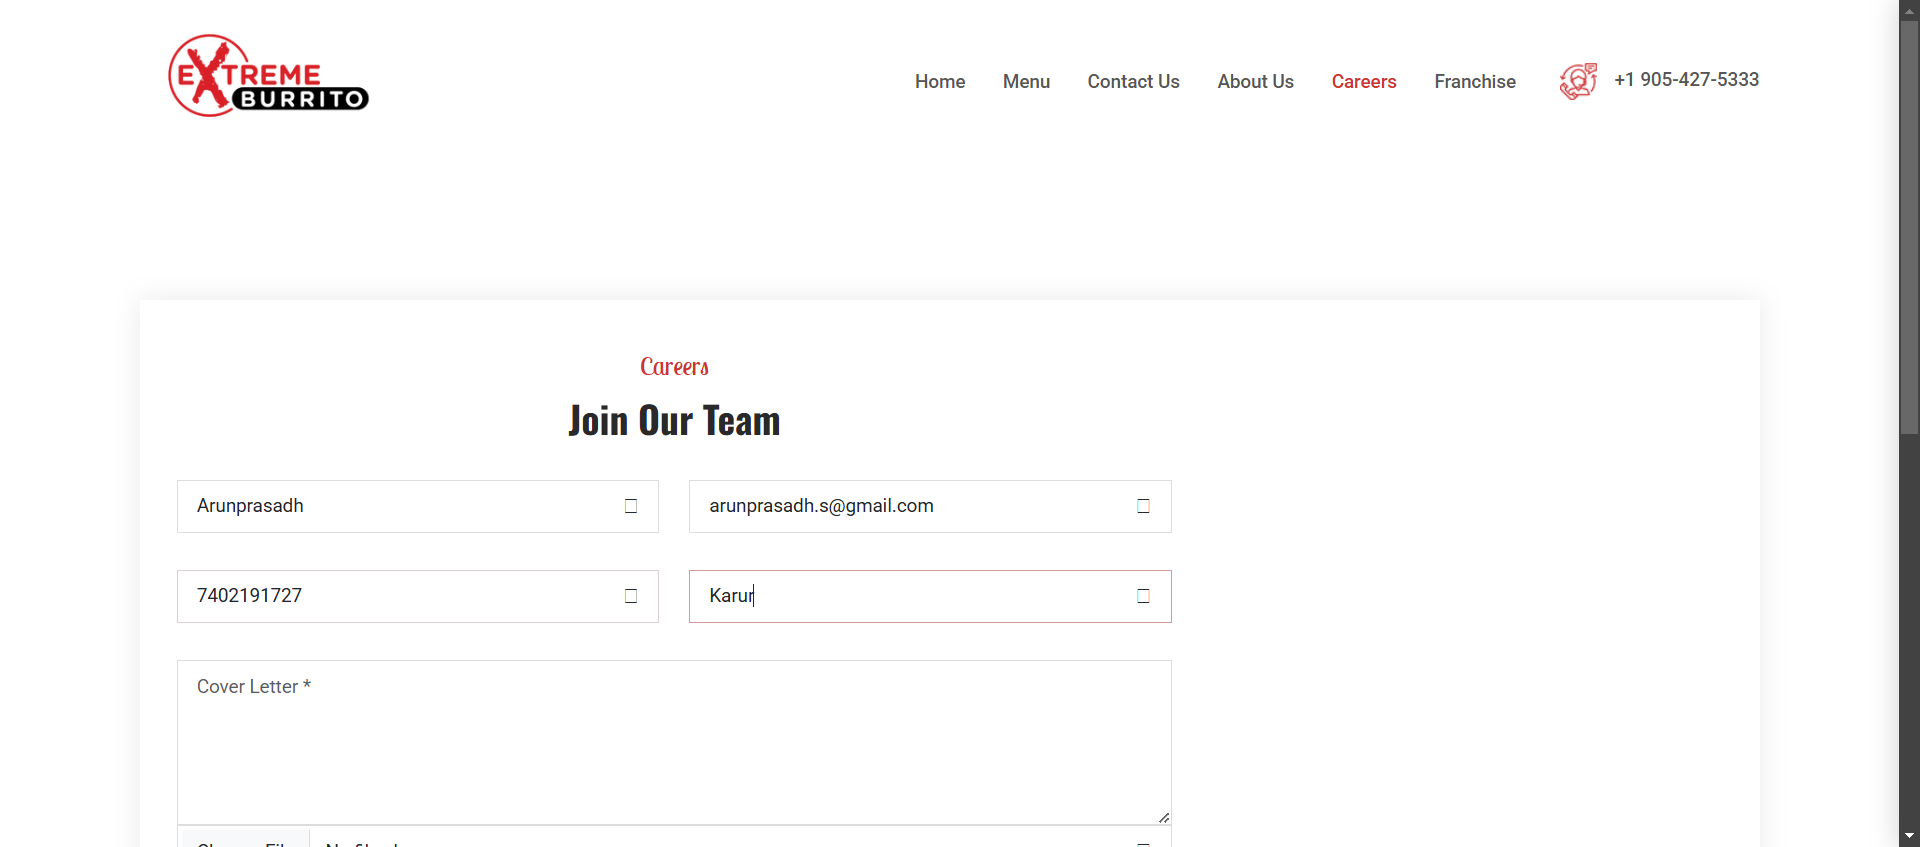 EXTREME
BURRITO
Home Menu Contact Us About Us Careers Franchise +1 905-427-5333
Careers
Join Our Team
Arunprasadh arunprasadh.s@gmail.com
7402191727 Karur
Cover Letter *